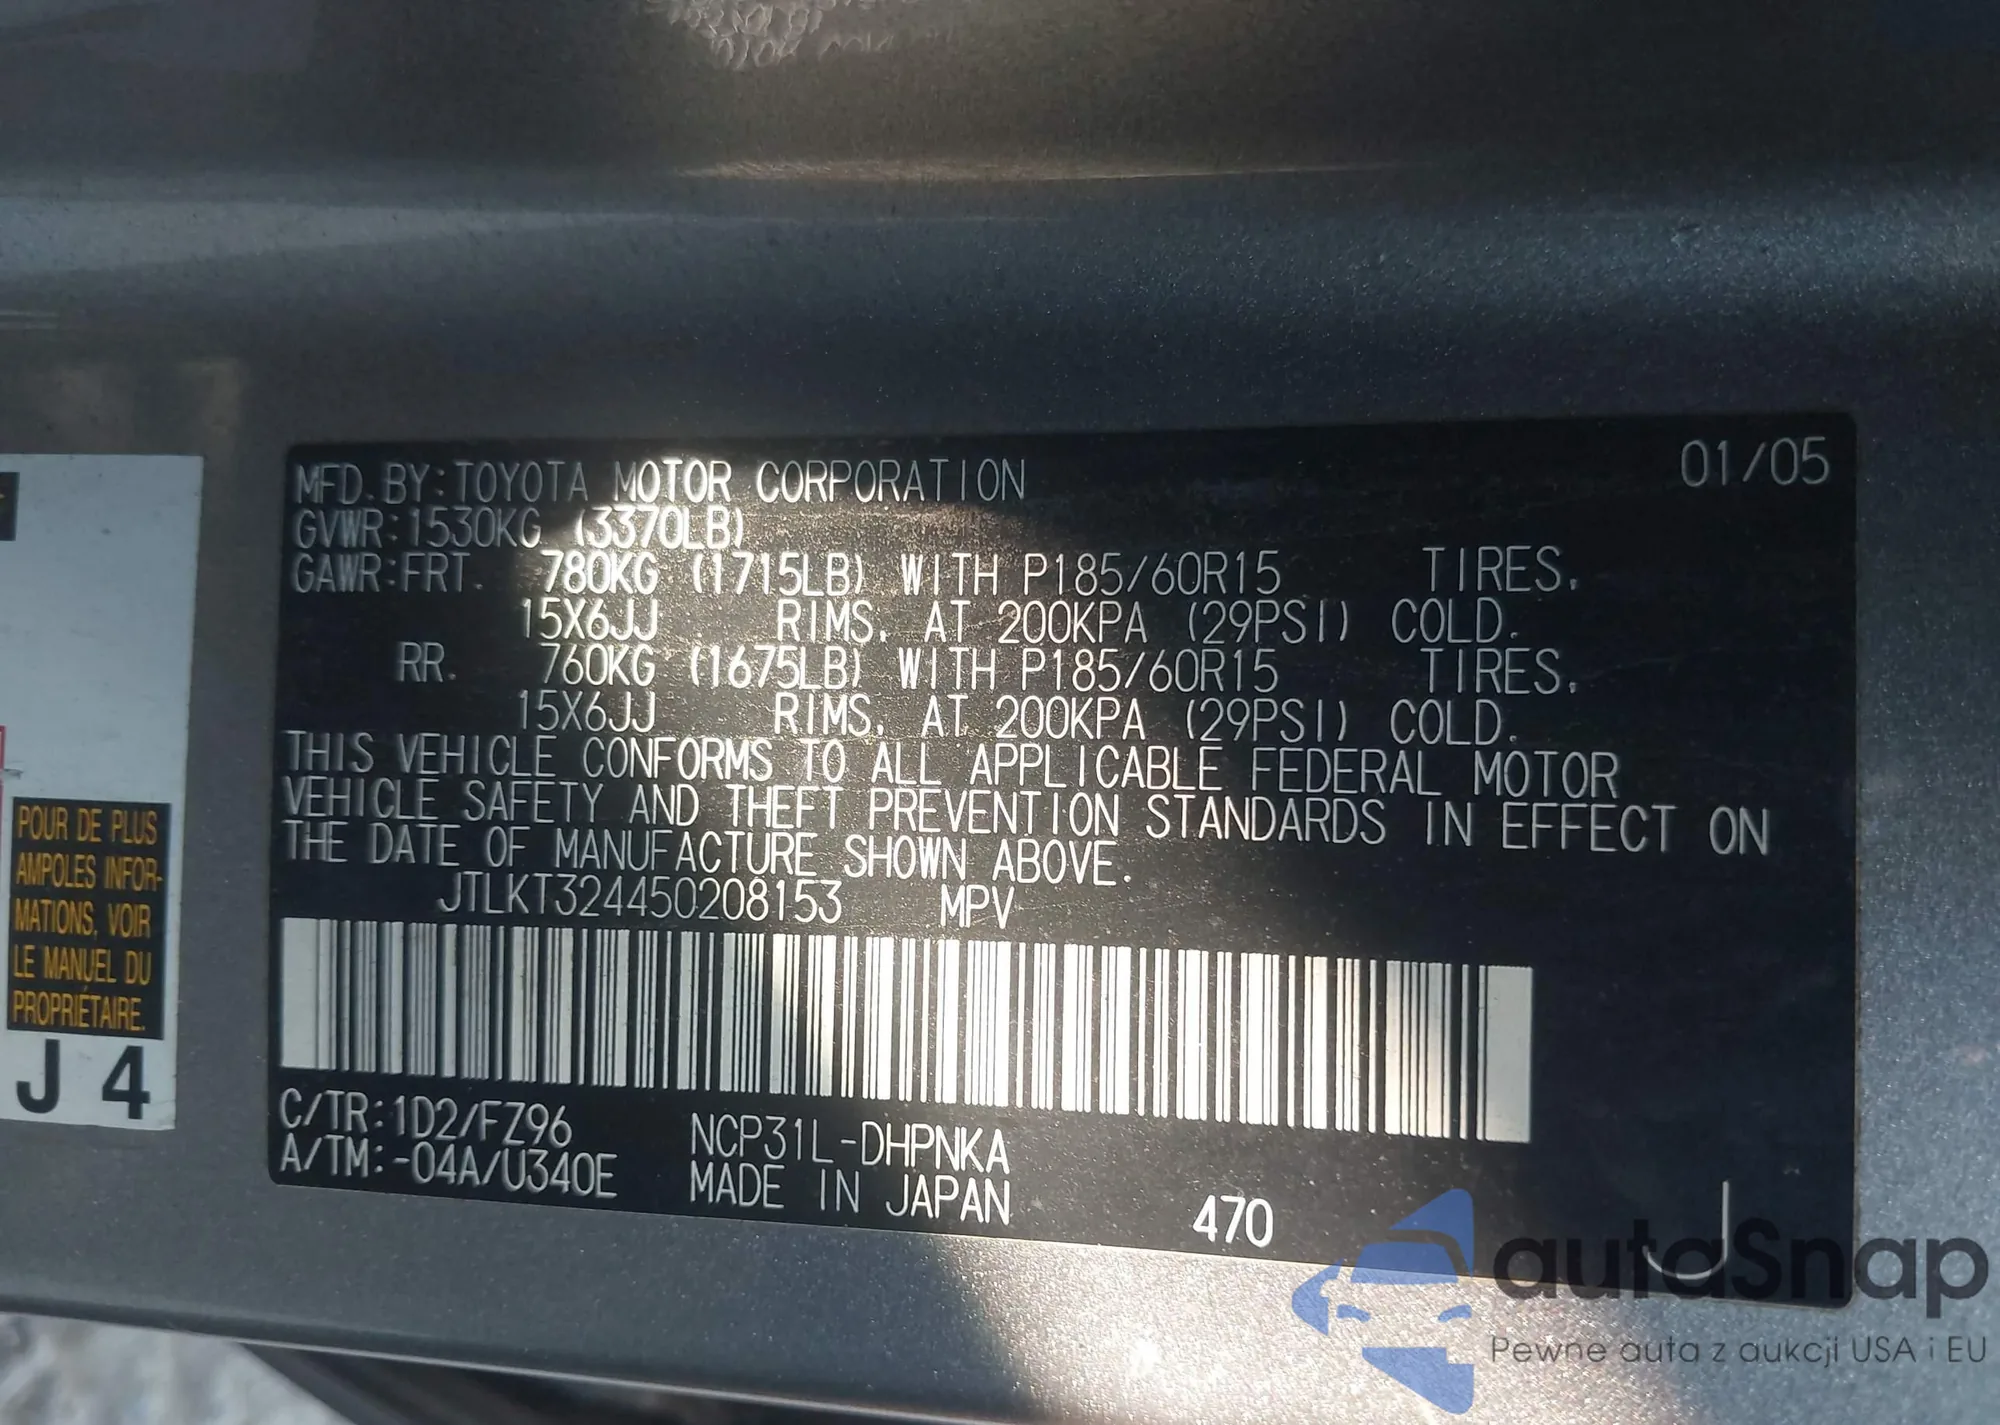 MFD. BY: TOYOTA MOTOR CORPORATION 01/05
GVWR: 1530KG (3370LB)
GAWR: FRT. 780KG (1715LB) WITH P185/60R15 TIRES,
15X6JJ RIMS, AT 200KPA (29PSI) COLD.
RR. 760KG (1675LB) WITH P185/60R15 TIRES,
15X6JJ RIMS, AT 200KPA (29PSI) COLD.
THIS VEHICLE CONFORMS TO ALL APPLICABLE FEDERAL MOTOR
VEHICLE SAFETY AND THEFT PREVENTION STANDARDS IN EFFECT ON
THE DATE OF MANUFACTURE SHOWN ABOVE.
JTLKT324450208153 MPV
C/TR: 1D2/FZ96 NCP31L-DHPNKA
A/TM: -04A/U340E MADE IN JAPAN 470 J
POUR DE PLUS
AMPOLES INFOR-
MATIONS, VOIR
LE MANUEL DU
PROPRIÉTAIRE.
J 4
autoSnap
Pewne auta z aukcji USA i EU